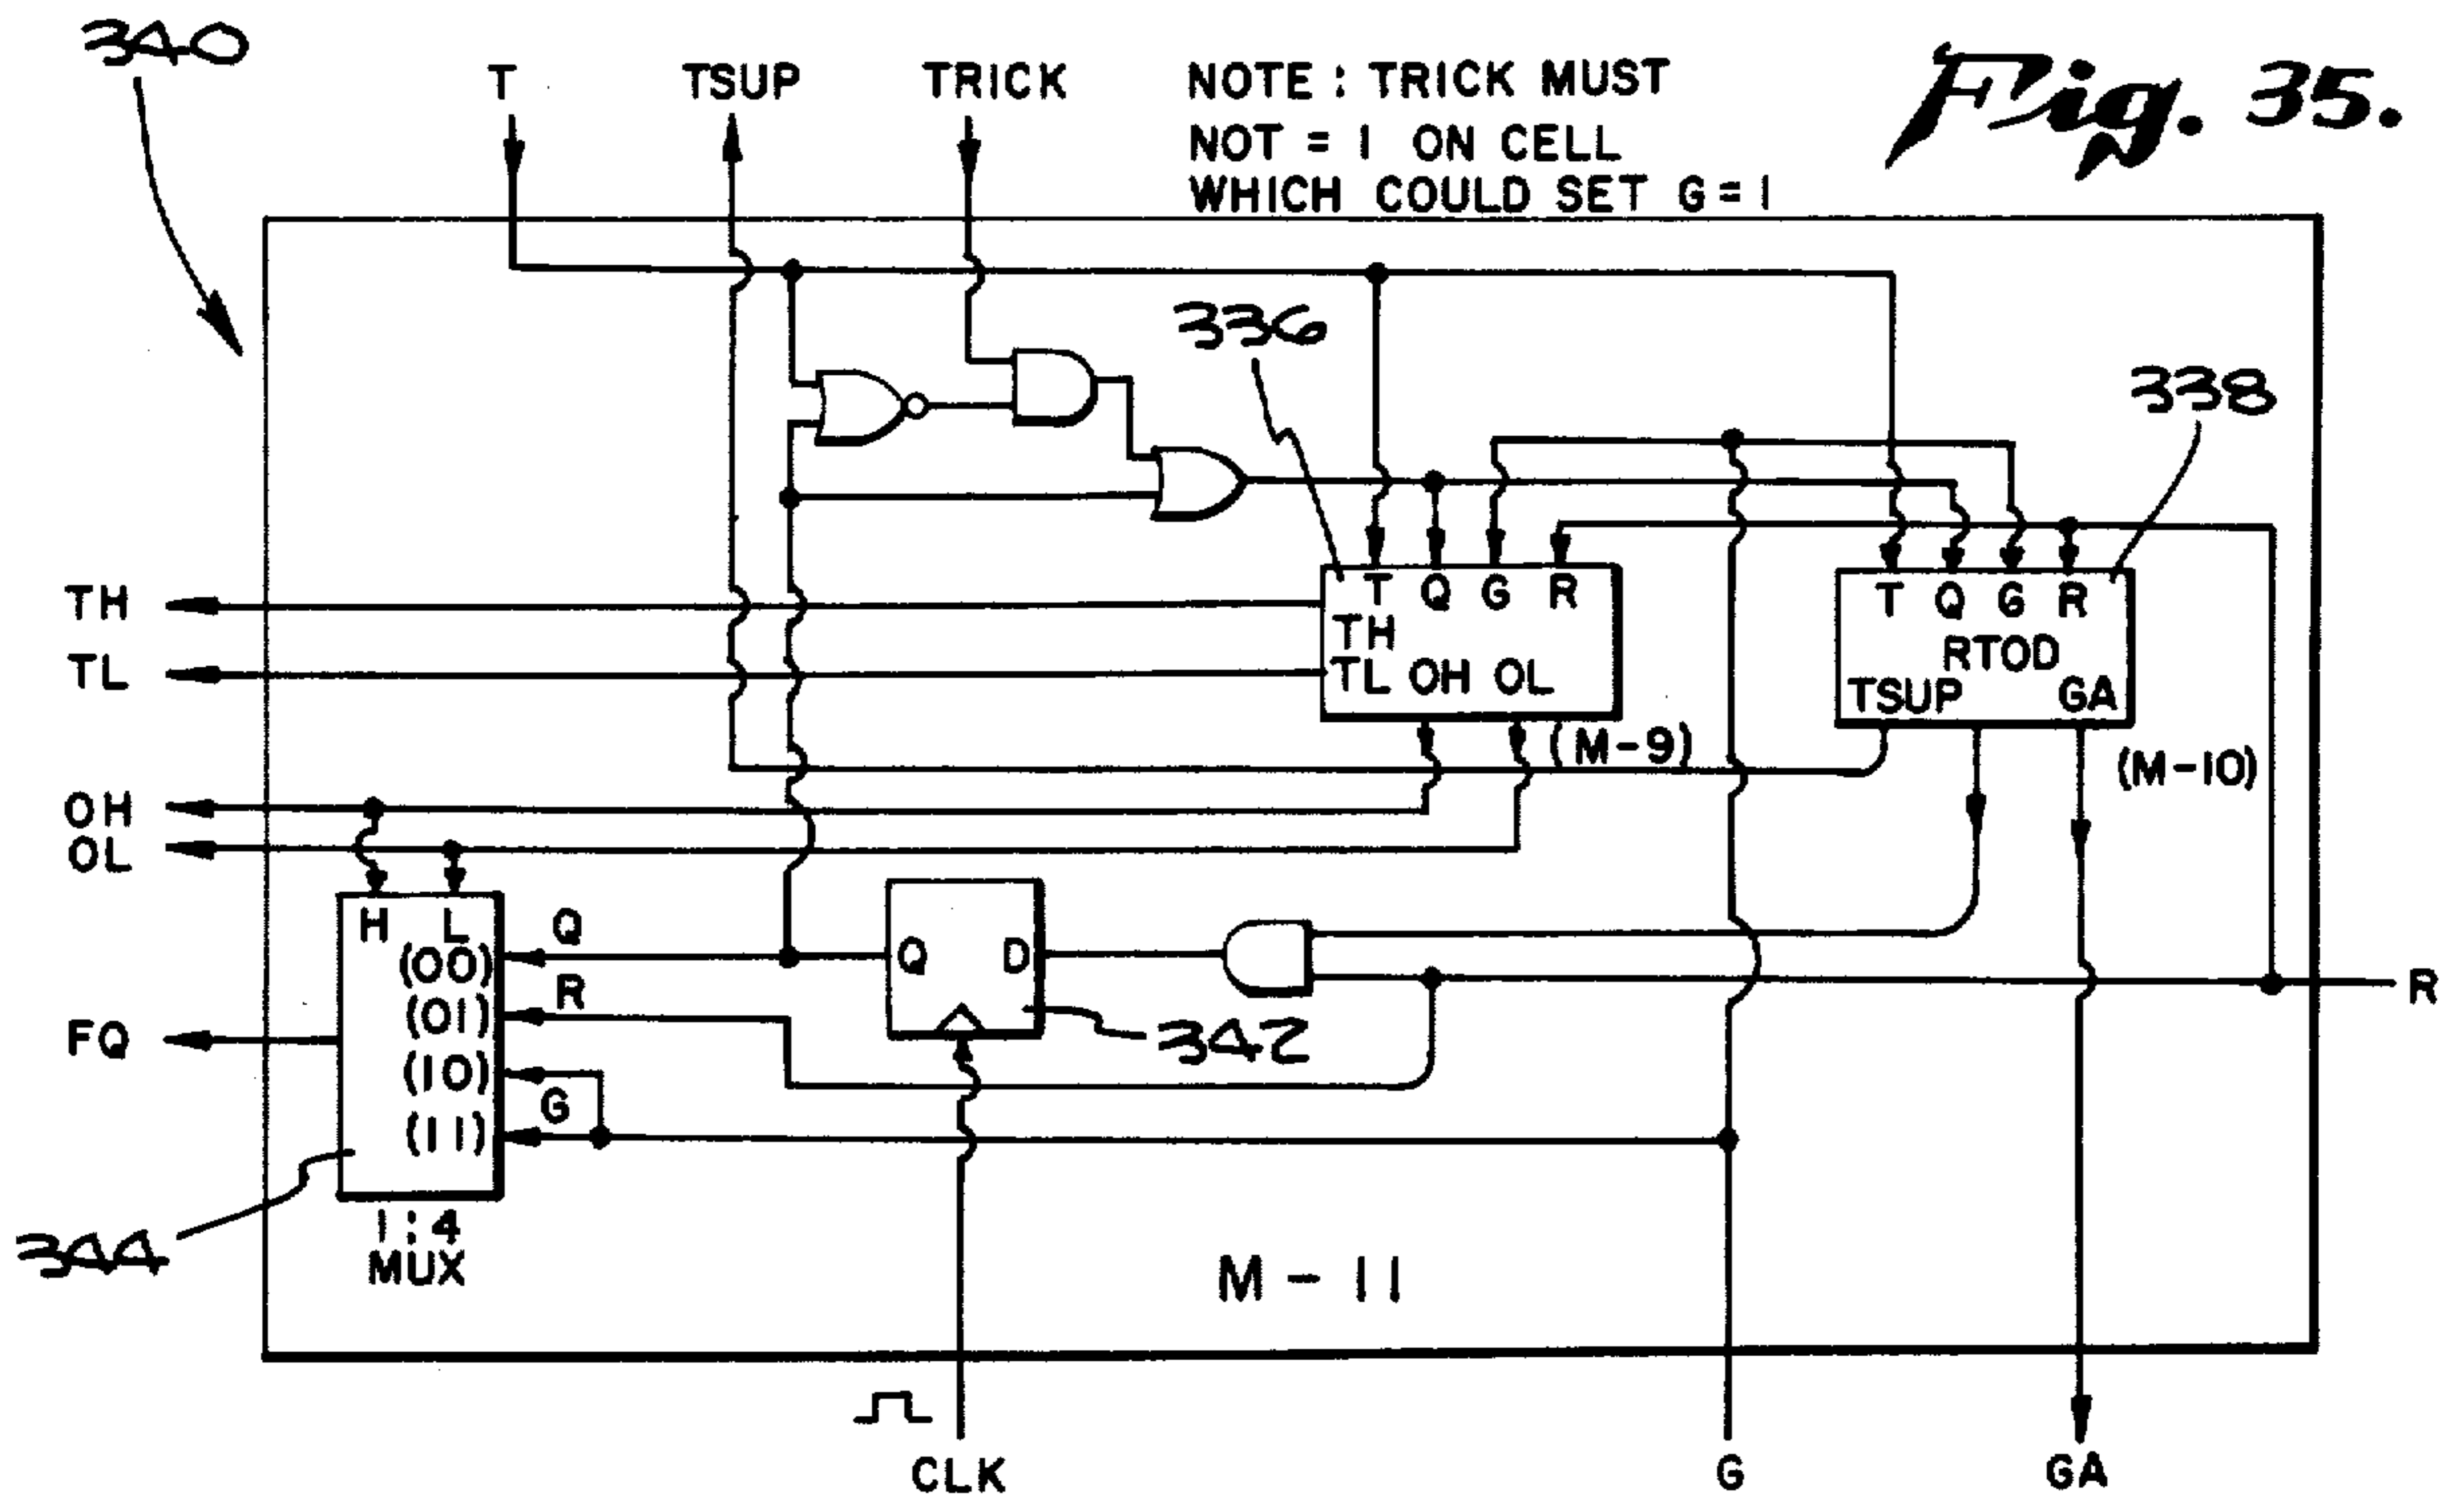 340
T
TSUP
TRICK
NOTE : TRICK MUST
NOT = 1 ON CELL
WHICH COULD SET G=1
Fig. 35.
336
338
TH
TL
OH
OL
FQ
T Q G R
TH
TL OH OL
(M-9)
T Q G R
RTOD
TSUP GA
(M-10)
H L
(00)
(01)
(10)
(11)
Q
R
G
Q D
342
R
344
1:4
MUX
M-11
CLK
G
GA